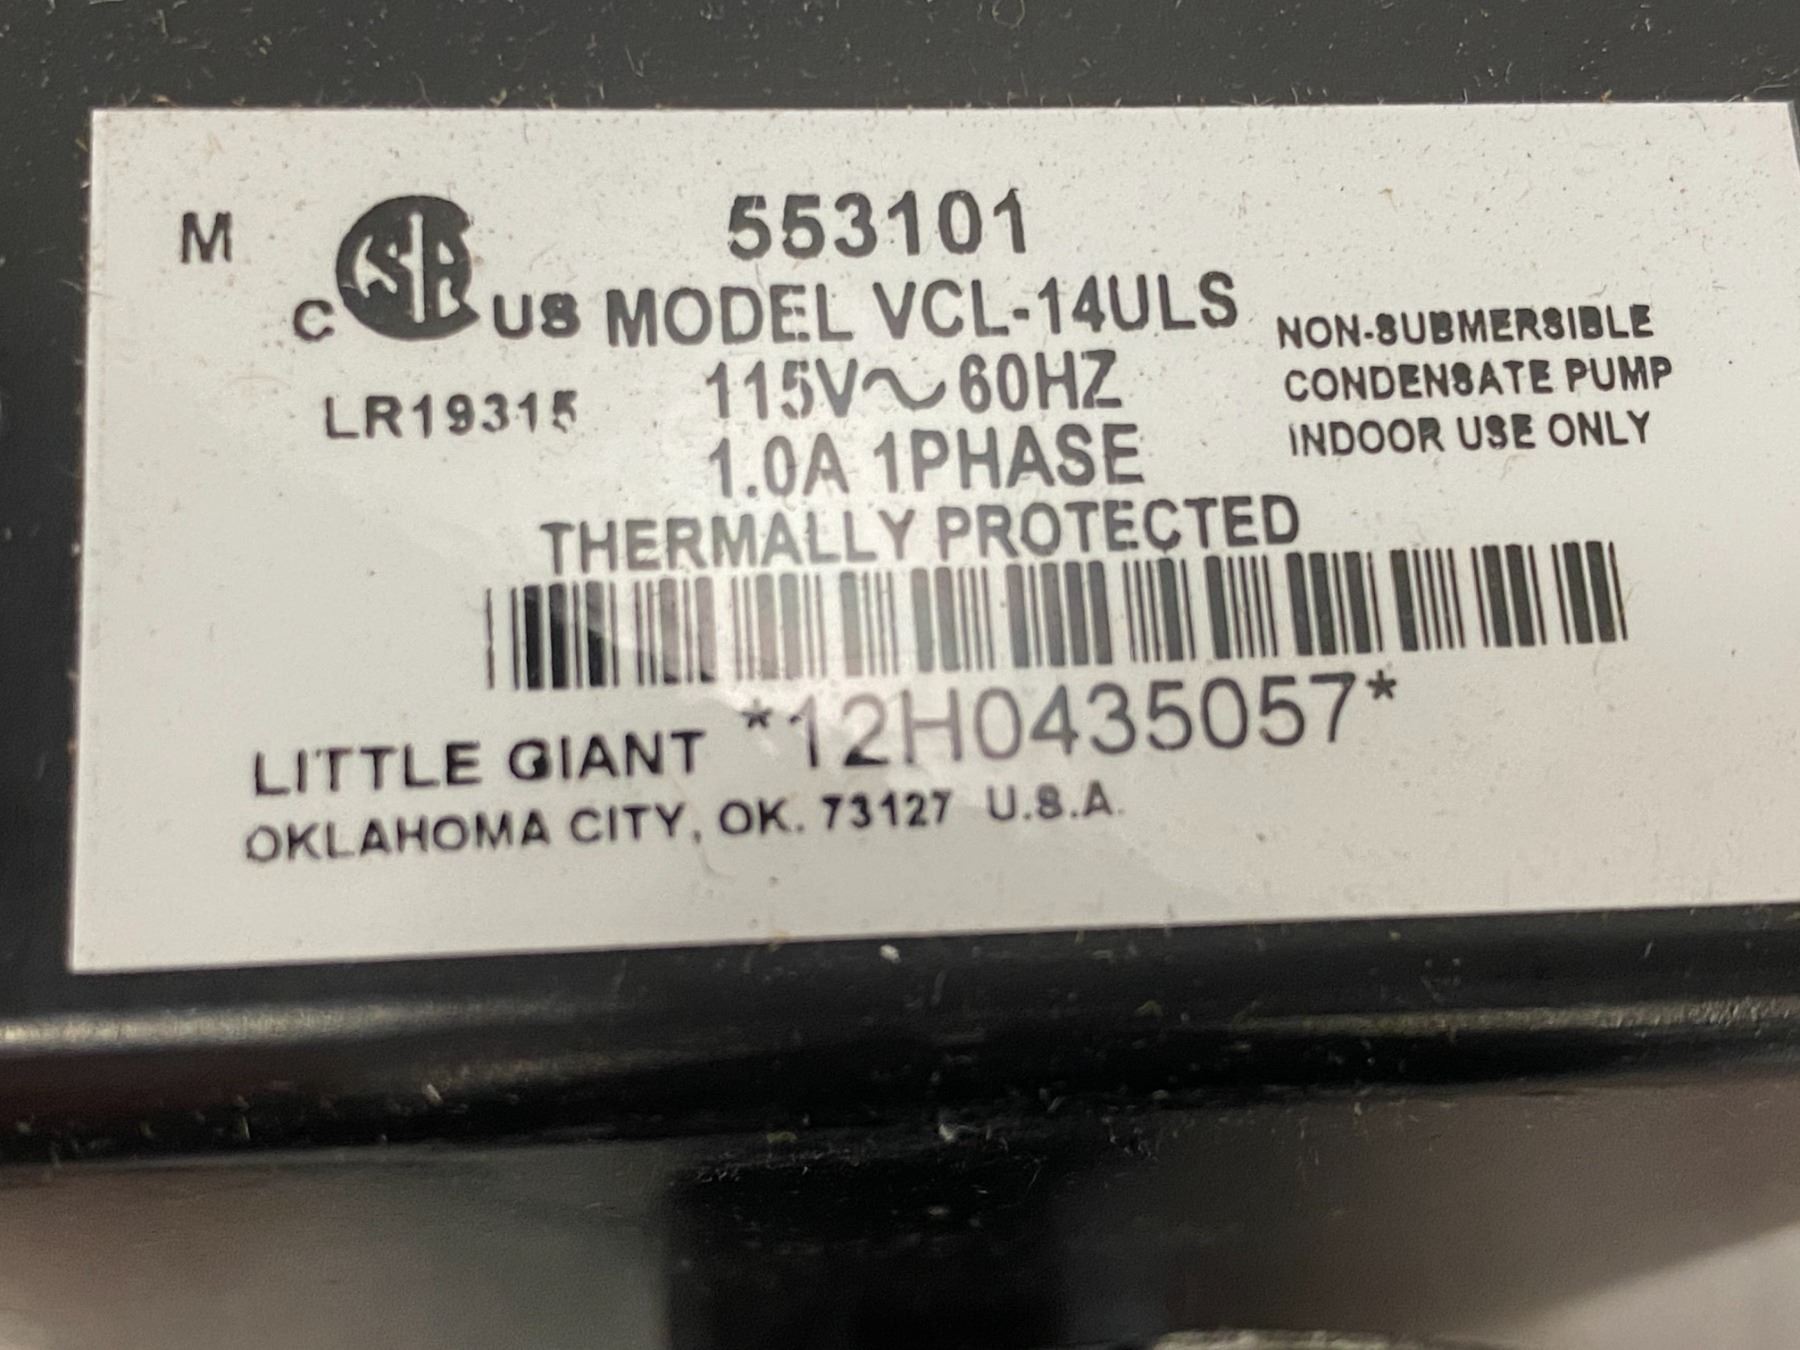 M
553101
C SA US MODEL VCL-14ULS
NON-SUBMERSIBLE
LR19315
115V~60HZ
CONDENSATE PUMP
1.0A 1PHASE
INDOOR USE ONLY
THERMALLY PROTECTED
*12H0435057*
LITTLE GIANT
OKLAHOMA CITY, OK. 73127 U.S.A.